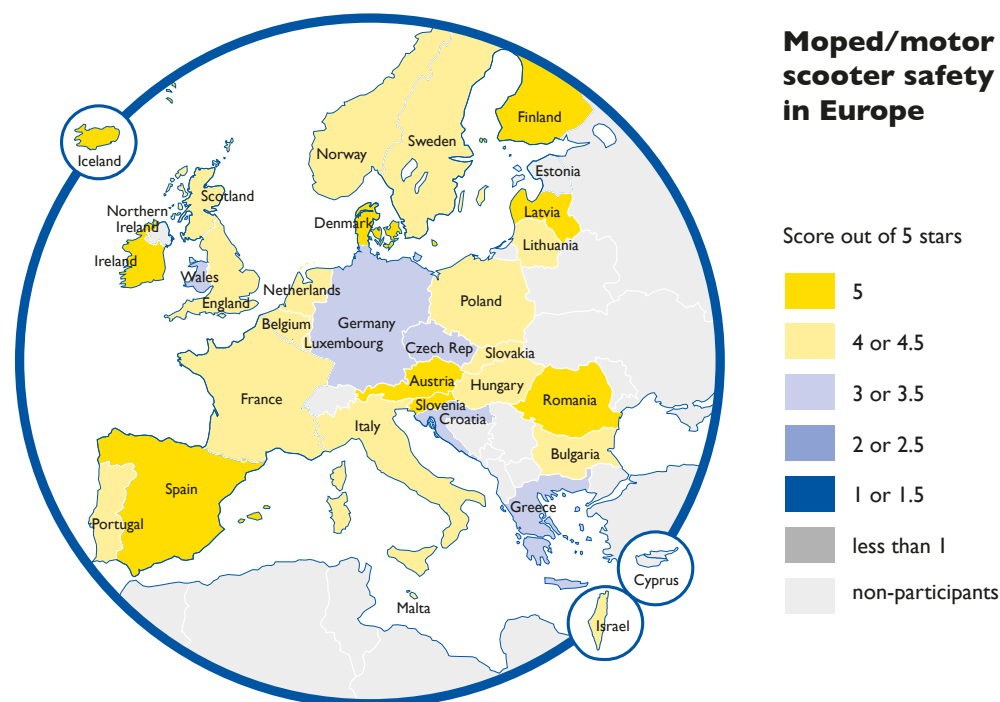 Moped/motor
scooter safety
in Europe
Score out of 5 stars
5
4 or 4.5
3 or 3.5
2 or 2.5
1 or 1.5
less than 1
non-participants
Iceland
Finland
Norway
Sweden
Estonia
Scotland
Northern
Ireland
Denmark
Latvia
Lithuania
Ireland
Wales
England
Netherlands
Belgium
Luxembourg
Germany
Poland
Czech Rep
Slovakia
France
Austria
Hungary
Slovenia
Croatia
Romania
Italy
Bulgaria
Spain
Portugal
Greece
Malta
Cyprus
Israel